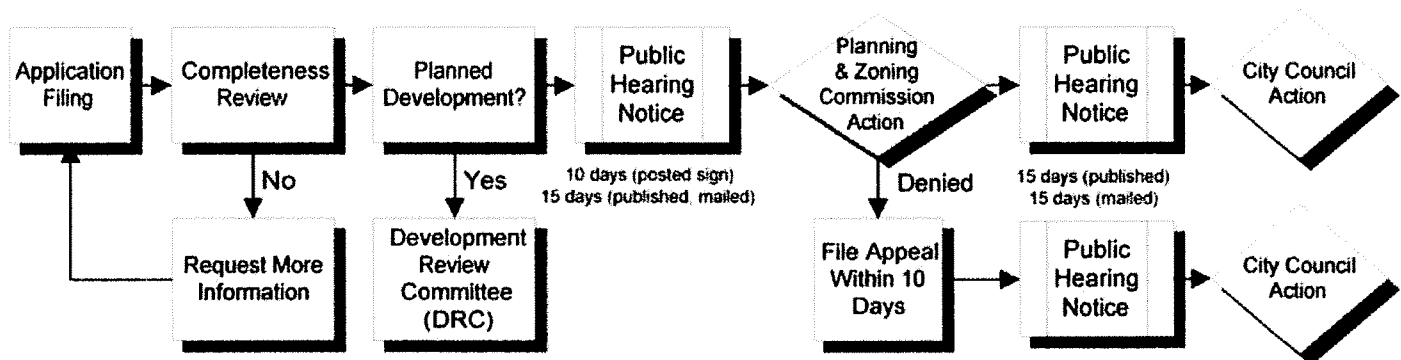 Application
Filing
Completeness
Review
Planned
Development?
Public
Hearing
Notice
Planning
& Zoning
Commission
Action
Public
Hearing
Notice
City Council
Action
No
Yes
10 days (posted sign)
15 days (published, mailed)
Denied
15 days (published)
15 days (mailed)
Request More
Information
Development
Review
Committee
(DRC)
File Appeal
Within 10
Days
Public
Hearing
Notice
City Council
Action